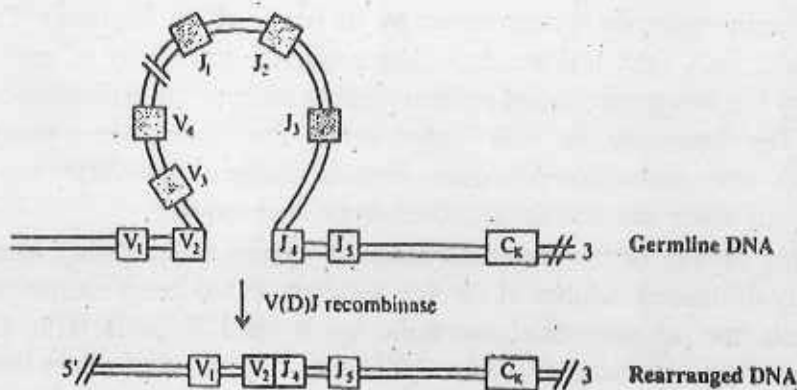 J₁ J₂
V₄ J₃
V₃
V₁ V₂ J₄ J₅ Cκ 3 Germline DNA
V(D)J recombinase
5' V₁ V₂ J₄ J₅ Cκ 3 Rearranged DNA